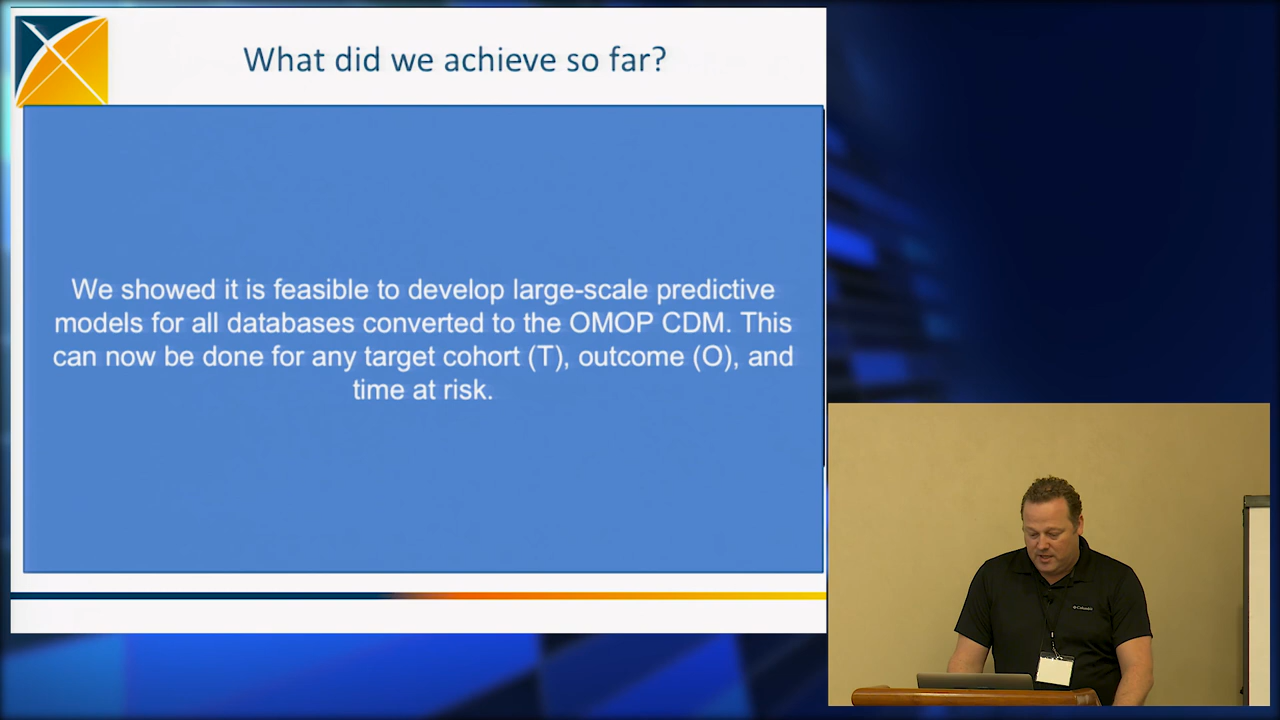 What did we achieve so far?
We showed it is feasible to develop large-scale predictive
models for all databases converted to the OMOP CDM. This
can now be done for any target cohort (T), outcome (O), and
time at risk.
Columbia